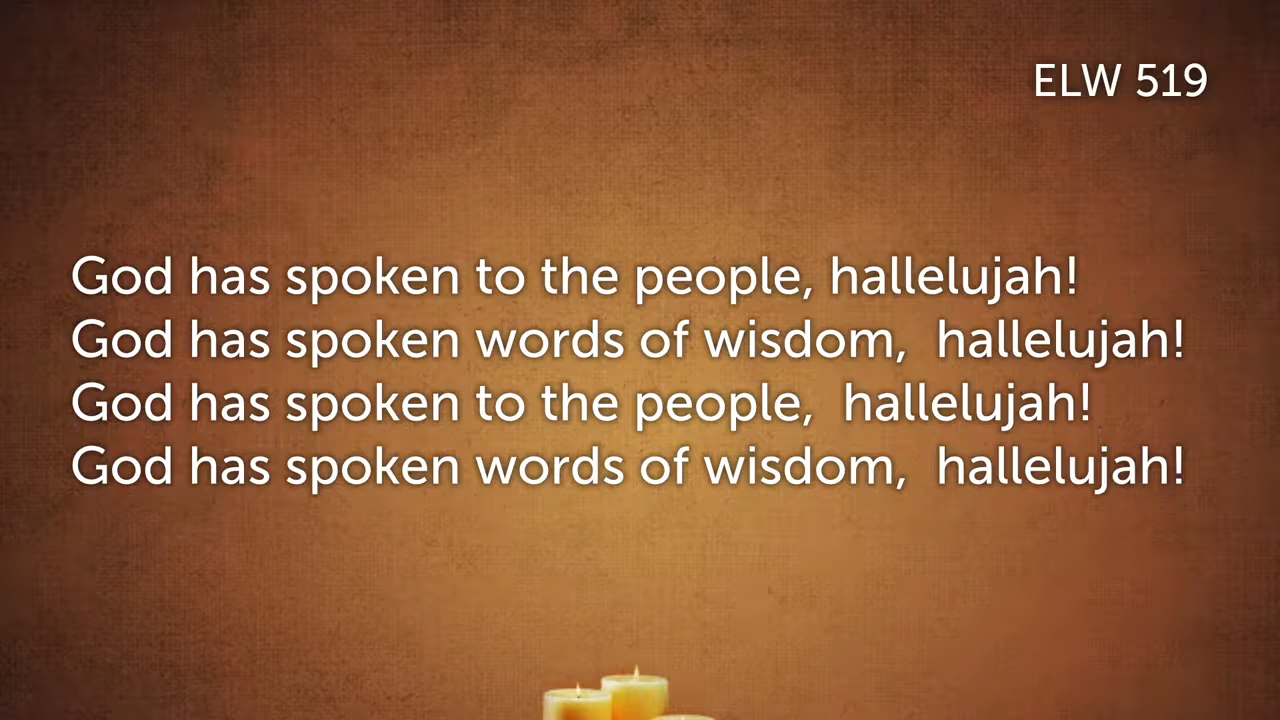 ELW 519
God has spoken to the people, hallelujah!
God has spoken words of wisdom,  hallelujah!
God has spoken to the people,  hallelujah!
God has spoken words of wisdom,  hallelujah!